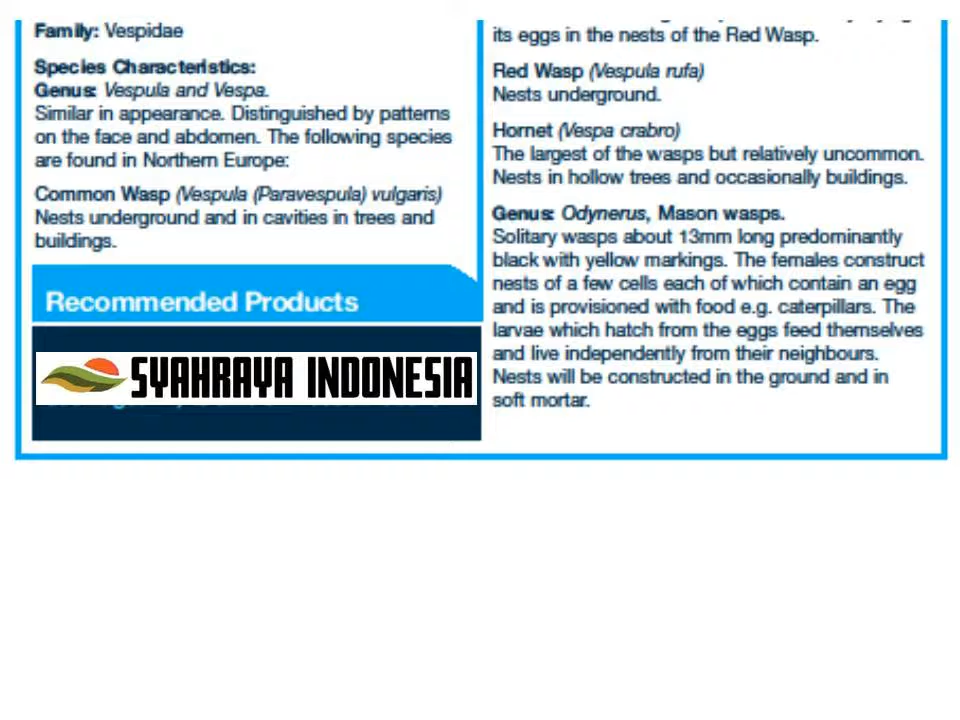 Family: Vespidae
Species Characteristics:
Genus: Vespula and Vespa.
Similar in appearance. Distinguished by patterns
on the face and abdomen. The following species
are found in Northern Europe:
Common Wasp (Vespula (Paravespula) vulgaris)
Nests underground and in cavities in trees and
buildings.
Recommended Products
SYAHRAYA INDONESIA
its eggs in the nests of the Red Wasp.
Red Wasp (Vespula rufa)
Nests underground.
Hornet (Vespa crabro)
The largest of the wasps but relatively uncommon.
Nests in hollow trees and occasionally buildings.
Genus: Odynerus, Mason wasps.
Solitary wasps about 13mm long predominantly
black with yellow markings. The females construct
nests of a few cells each of which contain an egg
and is provisioned with food e.g. caterpillars. The
larvae which hatch from the eggs feed themselves
and live independently from their neighbours.
Nests will be constructed in the ground and in
soft mortar.